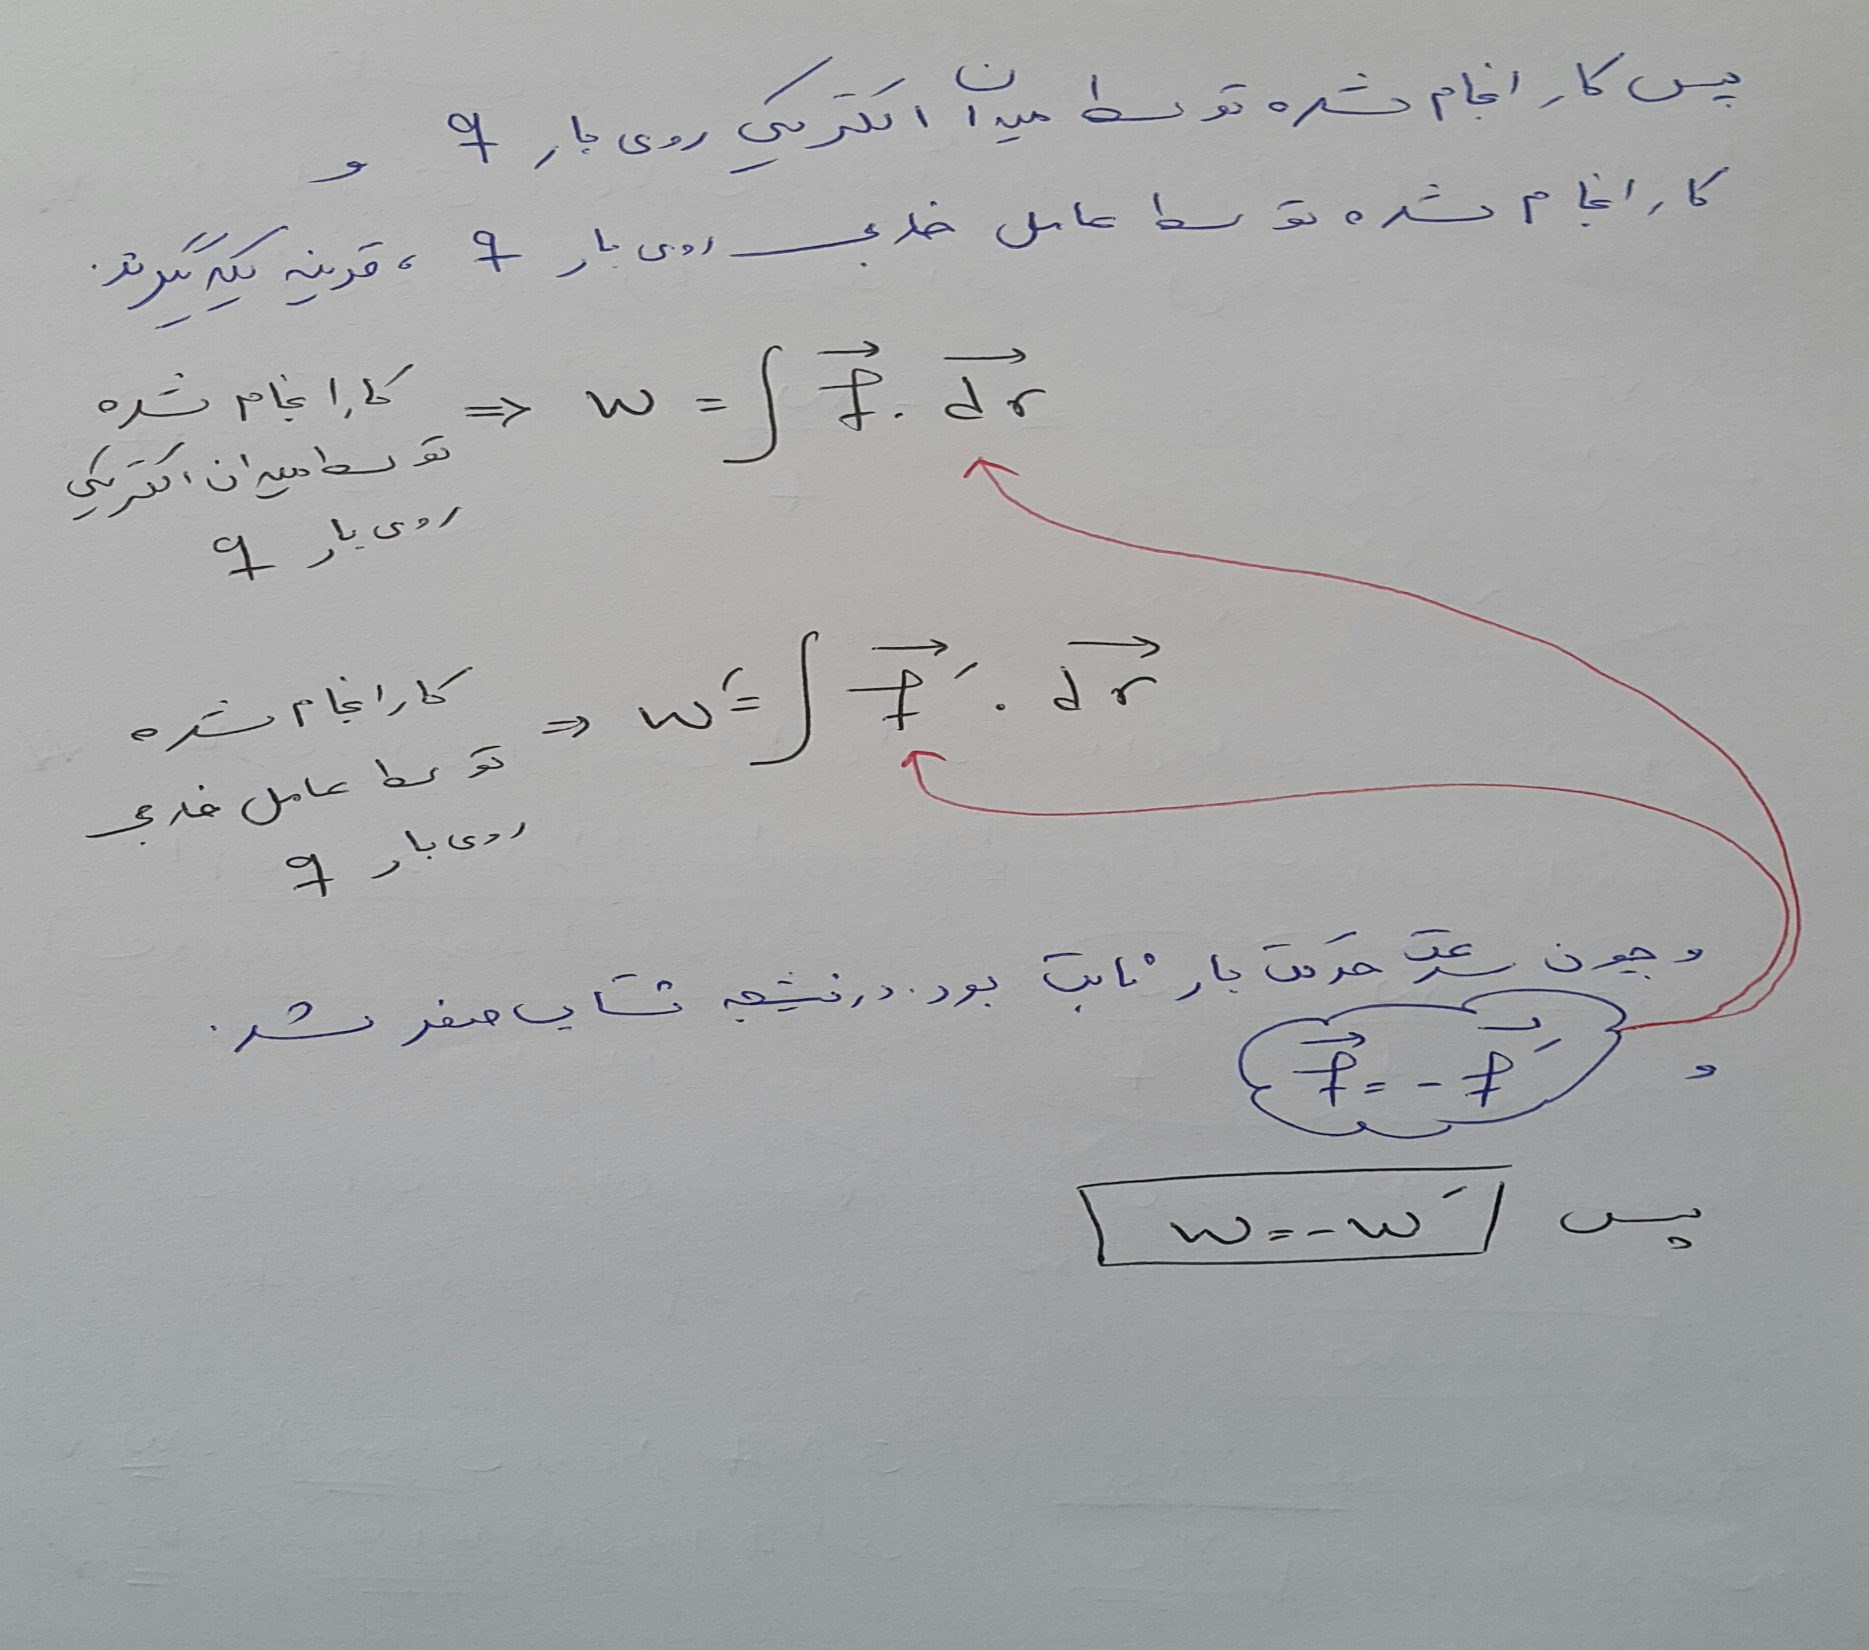 پس کار انجام شده توسط میدان الکتریکی روی بار q و
کار انجام شده توسط عامل خارجی روی بار q ، قرینه یکدیگرند.
کار انجام شده ⇒ w = ∫ f⃗ . dr⃗
توسط میدان الکتریکی
روی بار q
کار انجام شده ⇒ w′ = ∫ f⃗′ . dr⃗
توسط عامل خارجی
روی بار q
و چون سرعت حرکت بار ثابت بود. در نتیجه شتاب صفر شد.
و f⃗ = - f⃗′
پس w = - w′